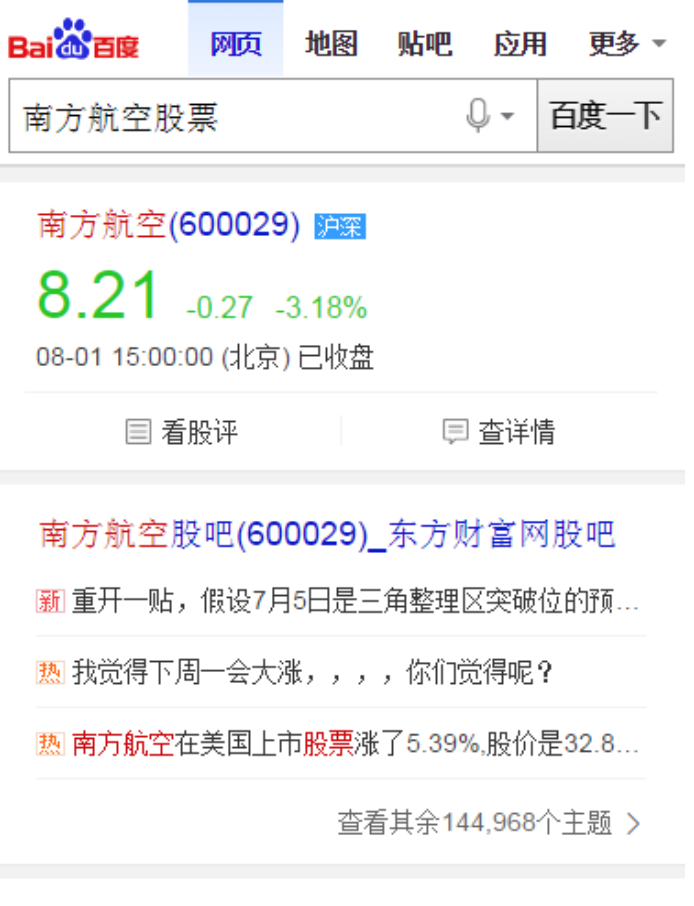 Bai du 百度 网页 地图 贴吧 应用 更多
南方航空股票 百度一下
南方航空(600029) 沪深
8.21 -0.27 -3.18%
08-01 15:00:00 (北京) 已收盘
看股评 查详情
南方航空股吧(600029)_东方财富网股吧
新 重开一贴，假设7月5日是三角整理区突破位的预...
热 我觉得下周一会大涨，，，，你们觉得呢？
热 南方航空在美国上市股票涨了5.39%,股价是32.8...
查看其余144,968个主题